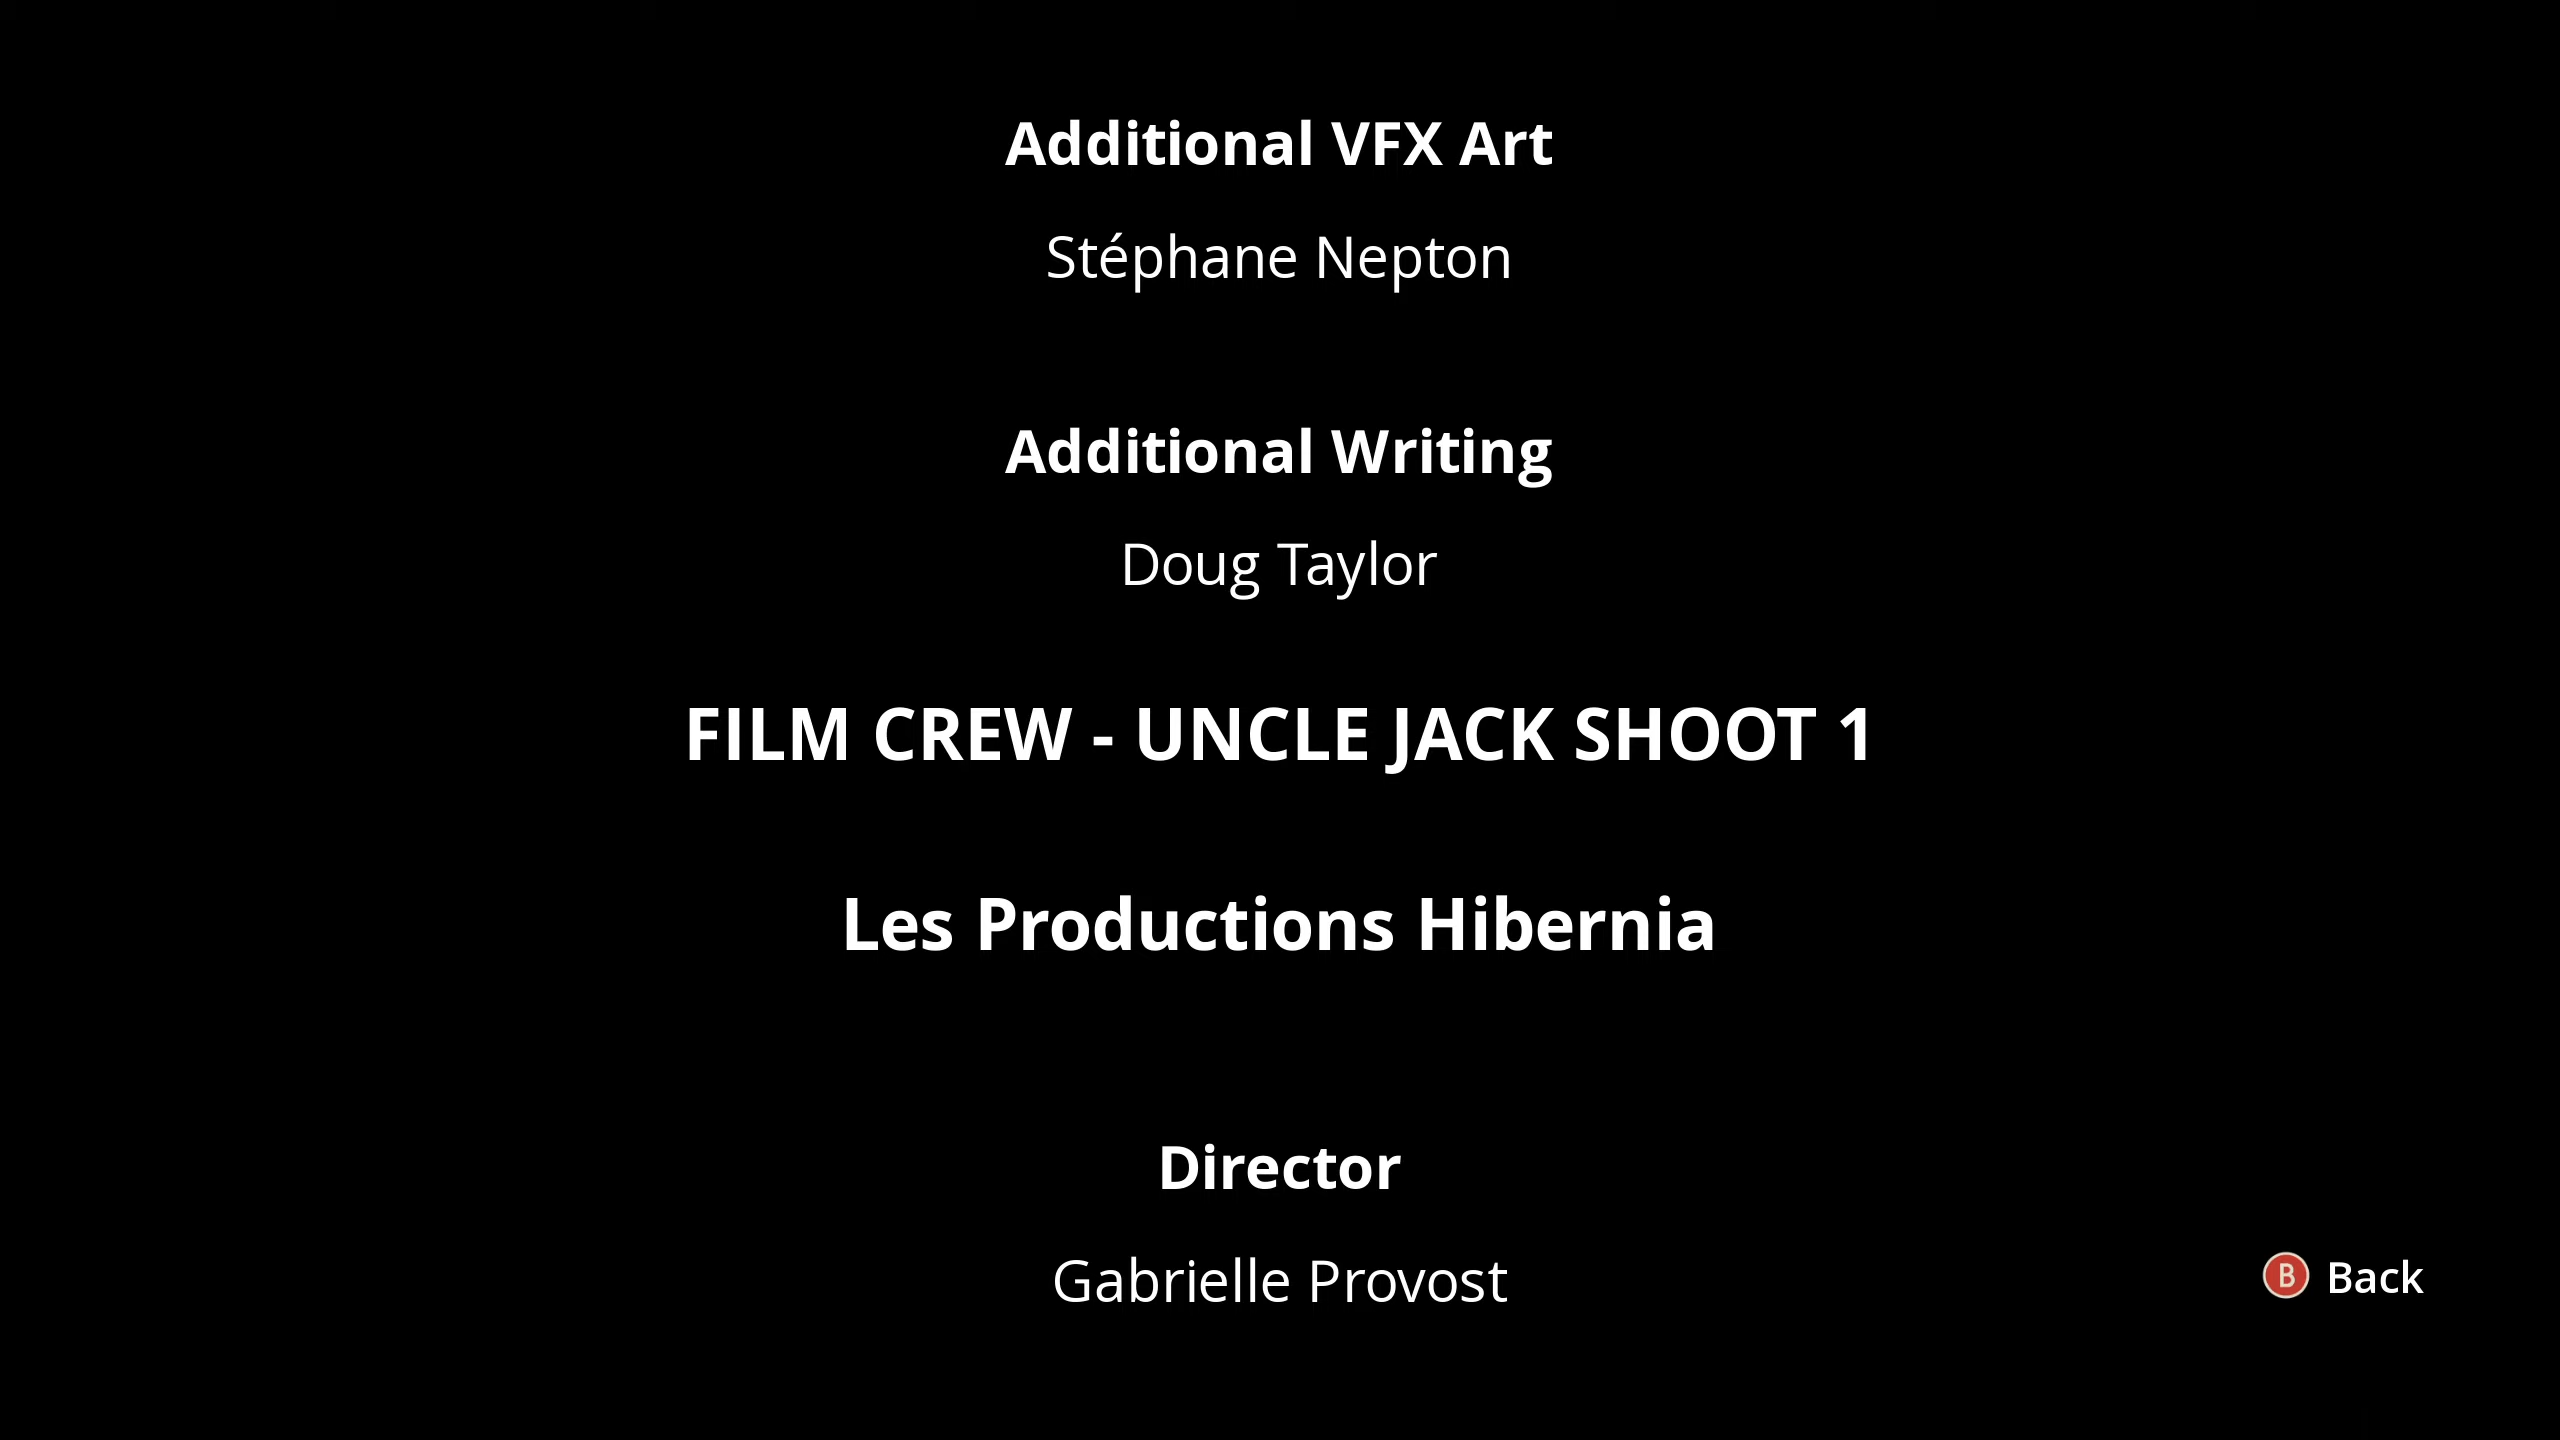 Additional VFX Art
Stéphane Nepton
Additional Writing
Doug Taylor
FILM CREW - UNCLE JACK SHOOT 1
Les Productions Hibernia
Director
Gabrielle Provost
B Back